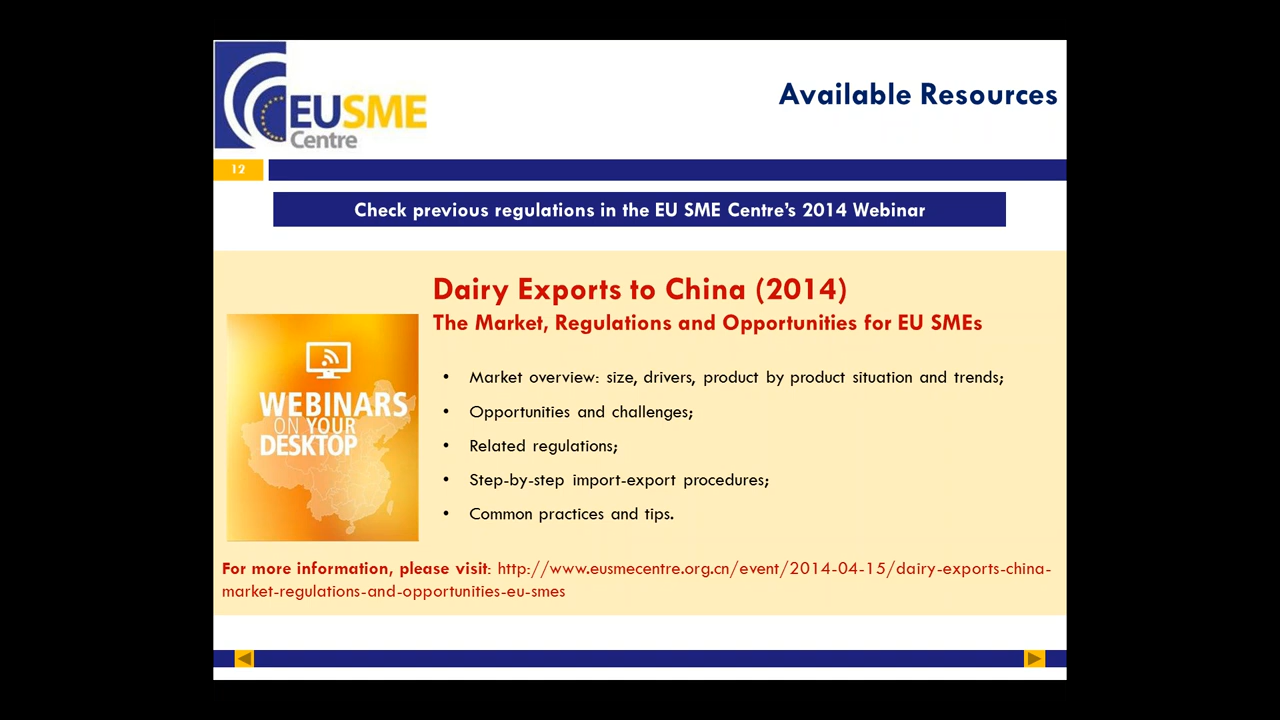 EUSME
Centre
Available Resources
12
Check previous regulations in the EU SME Centre's 2014 Webinar
Dairy Exports to China (2014)
The Market, Regulations and Opportunities for EU SMEs
WEBINARS
ON YOUR
DESKTOP
• Market overview: size, drivers, product by product situation and trends;
• Opportunities and challenges;
• Related regulations;
• Step-by-step import-export procedures;
• Common practices and tips.
For more information, please visit: http://www.eusmecentre.org.cn/event/2014-04-15/dairy-exports-china-
market-regulations-and-opportunities-eu-smes